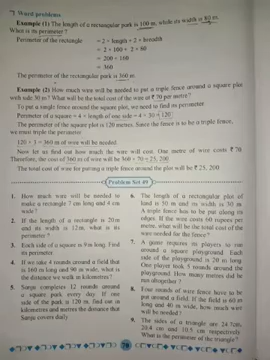 Word problems
Example (1) The length of a rectangular park is 100 m, while its width is 80 m.
What is its perimeter ?
Perimeter of the rectangle = 2 × length + 2 × breadth
= 2 × 100 + 2 × 80
= 200 + 160
= 360
The perimeter of the rectangular park is 360 m.
Example (2) How much wire will be needed to put a triple fence around a square plot
with side 30 m? What will be the total cost of the wire at ₹ 70 per metre?
To put a single fence around the square, we need to find its perimeter.
Perimeter of a square = 4 × length of one side = 4 × 30 = 120
The perimeter of the square plot is 120 metres. Since the fence is to be a triple fence,
we must triple the perimeter.
120 × 3 = 360 m of wire will be needed.
Now let us find out how much the wire will cost. One metre of wire costs ₹ 70
Therefore, the cost of 360 m of wire will be 360 × 70 = 25, 200
The total cost of wire for putting a triple fence around the plot will be ₹ 25, 200
Problem Set 49
1. How much wire will be needed to
make a rectangle 7 cm long and 4 cm
wide ?
2. If the length of a rectangle is 20 m
and its width is 12 m, what is its
perimeter ?
3. Each side of a square is 9 m long. Find
its perimeter.
4. If we take 4 rounds around a field that
is 160 m long and 90 m wide, what is
the distance we walk in kilometres ?
5. Sanju completes 12 rounds around
a square park every day. If one
side of the park is 120 m, find out in
kilometres and metres the distance that
Sanju covers daily.
6. The length of a rectangular plot of
land is 50 m and its width is 30 m.
A triple fence has to be put along its
edges. If the wire costs 60 rupees per
metre, what will be the total cost of the
wire needed for the fence ?
7. A game requires its players to run
around a square playground. Each
side of the playground is 20 m long.
One player took 5 rounds around the
playground. How many metres did he
run altogether ?
8. Four rounds of wire fence have to be
put around a field. If the field is 60 m
long and 40 m wide, how much wire
will be needed ?
9. The sides of a triangle are 24.7 cm,
20.4 cm and 10.5 cm respectively.
What is the perimeter of the triangle?